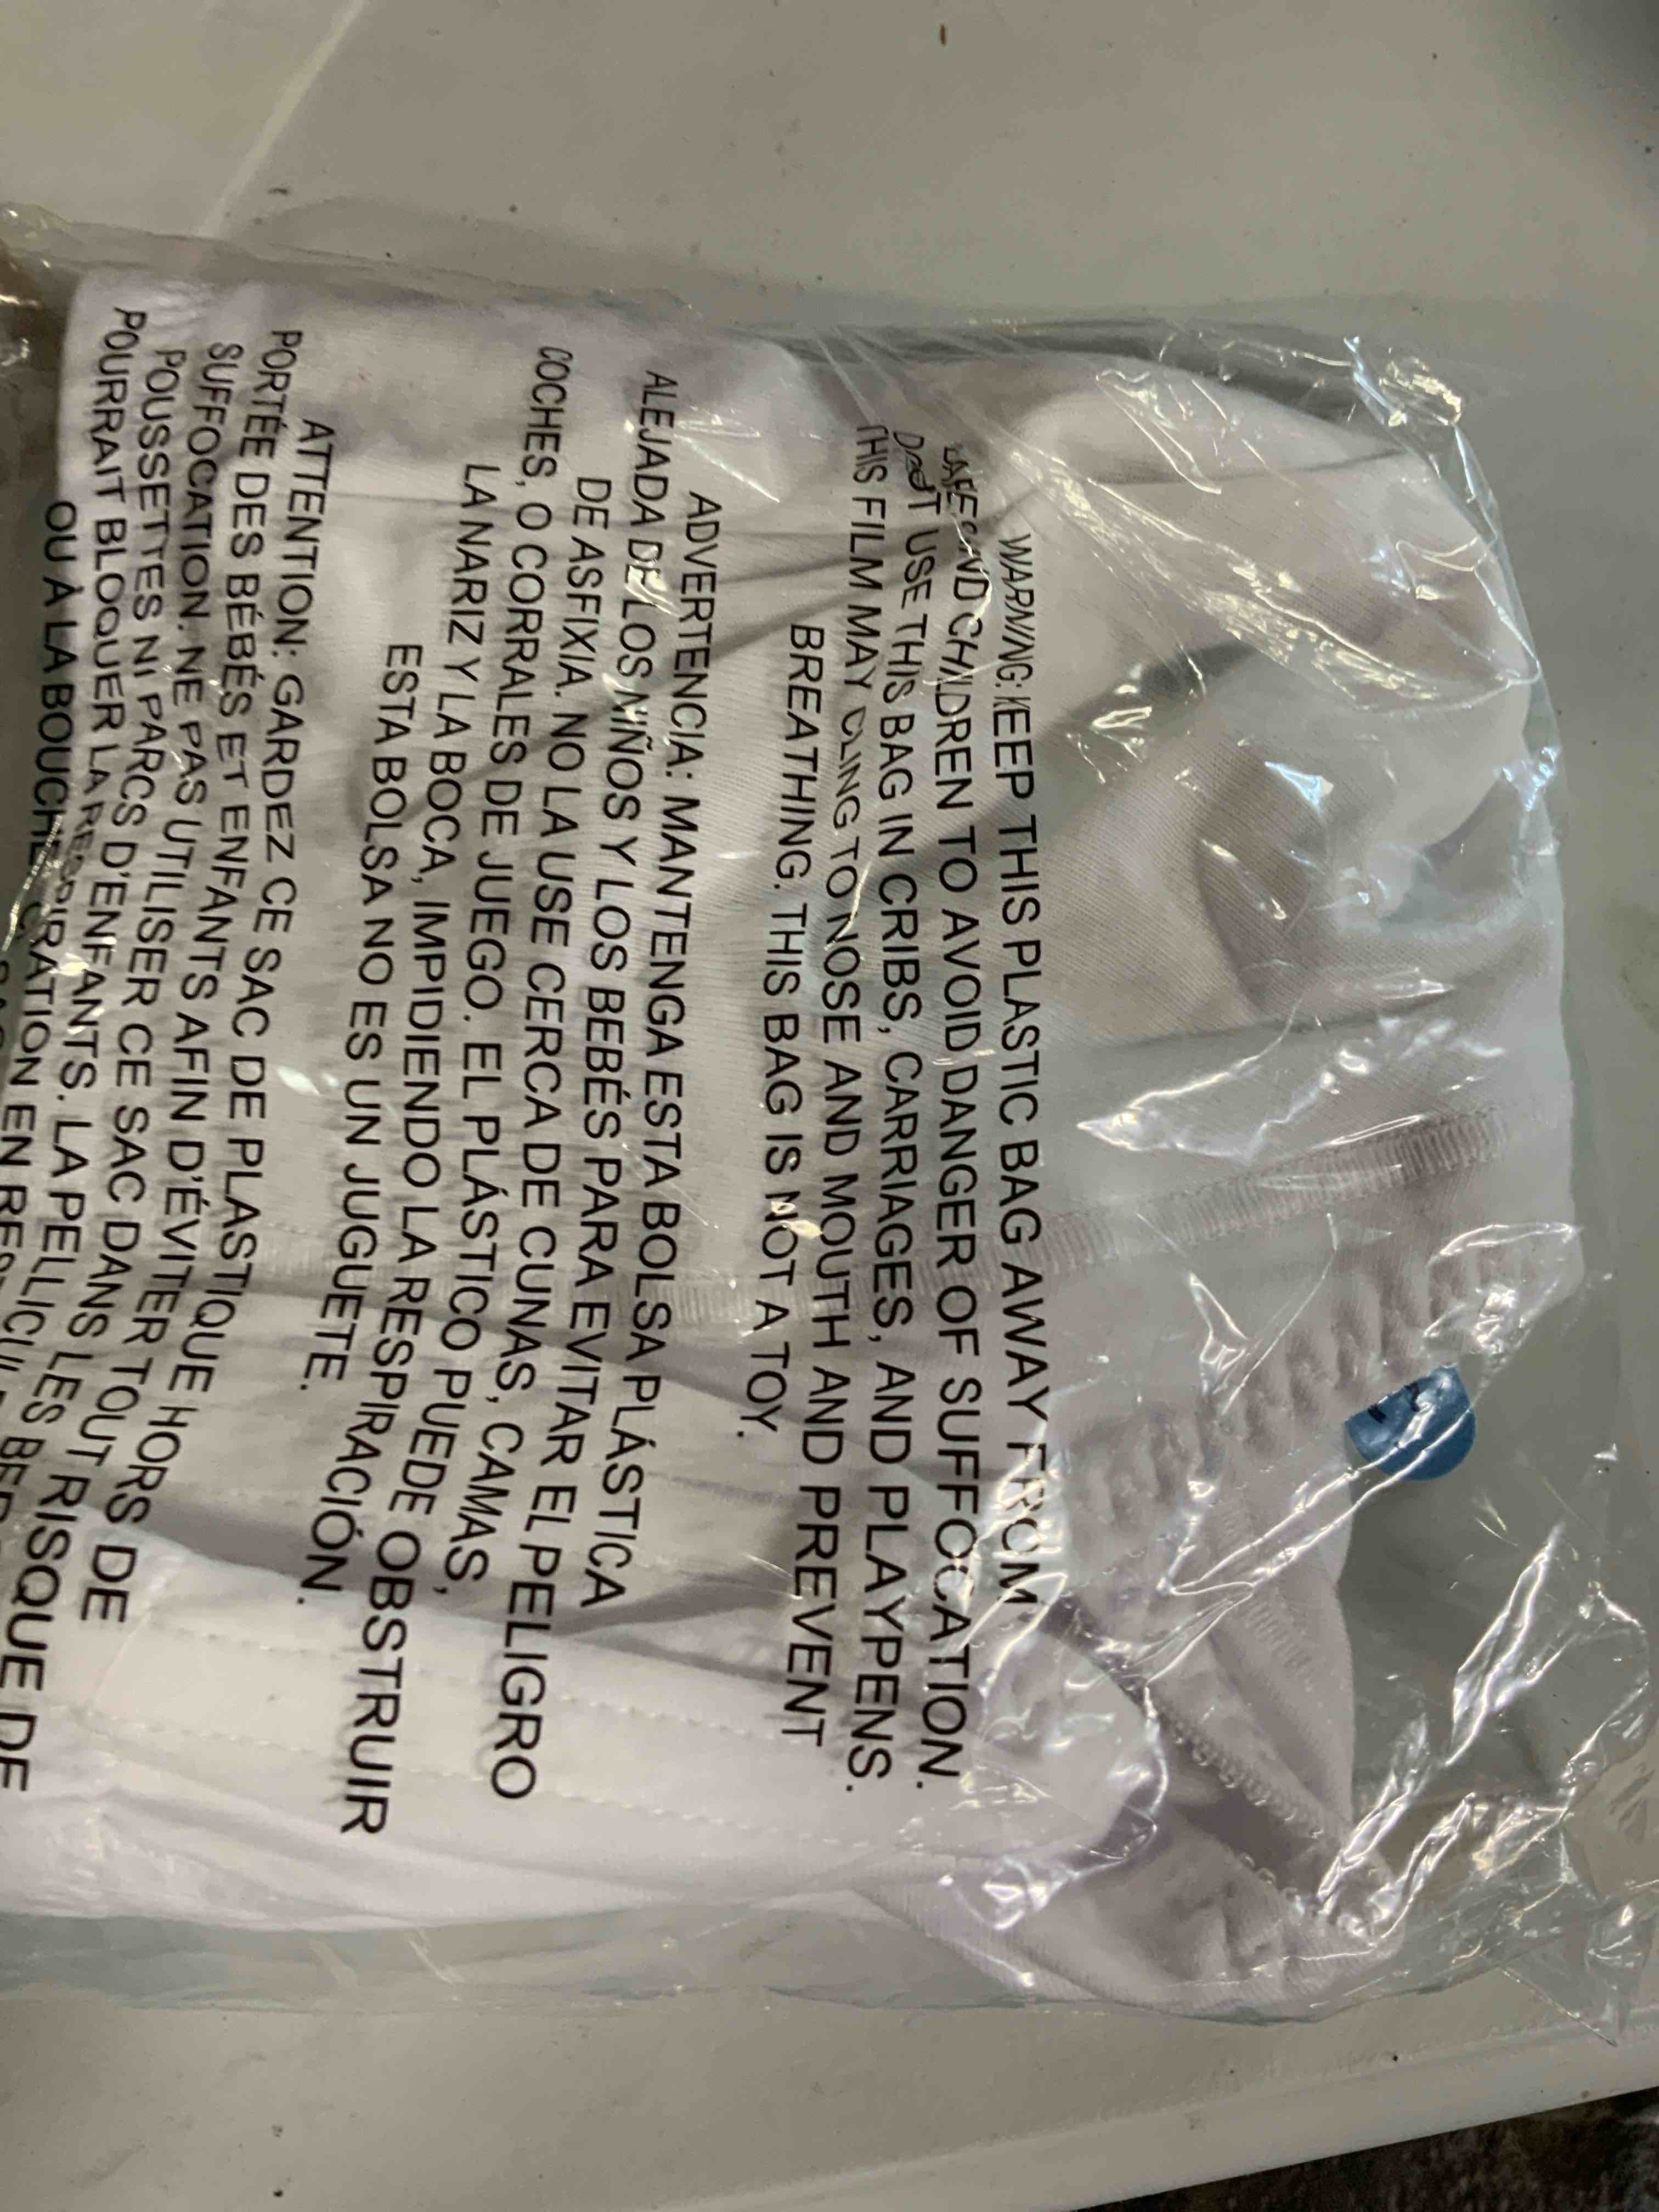 WARNING: KEEP THIS PLASTIC BAG AWAY FROM
AND CHILDREN TO AVOID DANGER OF SUFFOCATION.
USE THIS BAG IN CRIBS, CARRIAGES, AND PLAYPENS.
THIS FILM MAY CLING TO NOSE AND MOUTH AND PREVENT
BREATHING. THIS BAG IS NOT A TOY.
ADVERTENCIA: MANTENGA ESTA BOLSA PLÁSTICA
ALEJADA DE LOS NIÑOS Y LOS BEBÉS PARA EVITAR EL PELIGRO
DE ASFIXIA. NO LA USE CERCA DE CUNAS, CAMAS,
COCHES, O CORRALES DE JUEGO. EL PLÁSTICO PUEDE
LA NARIZ Y LA BOCA, IMPIDIENDO LA RESPIRACIÓN.
, OBSTRUIR
ESTA BOLSA NO ES UN JUGUETE.
ATTENTION: GARDEZ CE SAC DE PLASTIQUE HORS DE
PORTÉE DES BÉBÉS ET ENFANTS AFIN D'ÉVITER TOUT RISQUE DE
SUFFOCATION. NE PAS UTILISER CE SAC DANS LES
POUSSETTES NI PARCS D'ENFANTS. LA PELLICULE
POURRAIT BLOQUER LA RESPIRATION EN
OU À LA BOUCHE